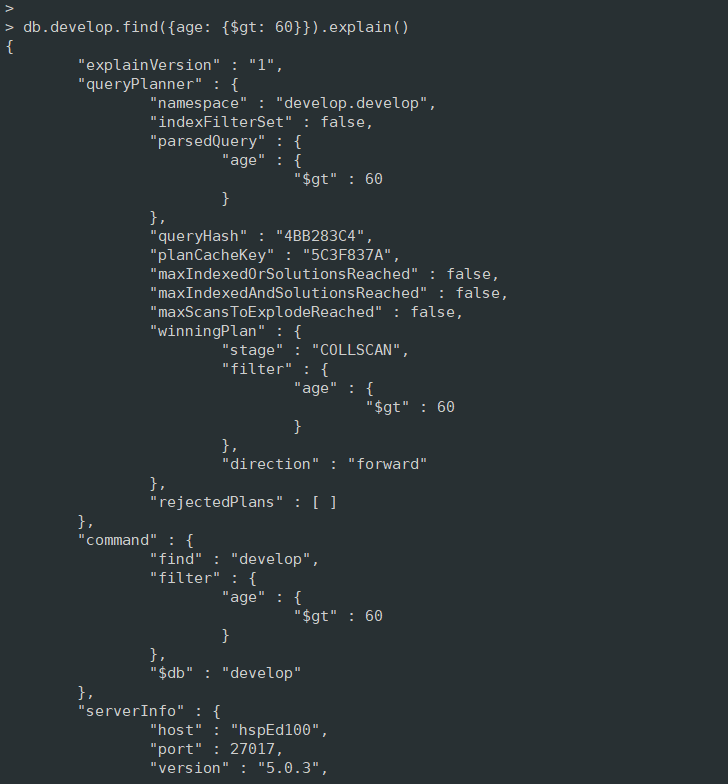 >
> db.develop.find({age: {$gt: 60}}).explain()
{
        "explainVersion" : "1",
        "queryPlanner" : {
                "namespace" : "develop.develop",
                "indexFilterSet" : false,
                "parsedQuery" : {
                        "age" : {
                                "$gt" : 60
                        }
                },
                "queryHash" : "4BB283C4",
                "planCacheKey" : "5C3F837A",
                "maxIndexedOrSolutionsReached" : false,
                "maxIndexedAndSolutionsReached" : false,
                "maxScansToExplodeReached" : false,
                "winningPlan" : {
                        "stage" : "COLLSCAN",
                        "filter" : {
                                "age" : {
                                        "$gt" : 60
                                }
                        },
                        "direction" : "forward"
                },
                "rejectedPlans" : [ ]
        },
        "command" : {
                "find" : "develop",
                "filter" : {
                        "age" : {
                                "$gt" : 60
                        }
                },
                "$db" : "develop"
        },
        "serverInfo" : {
                "host" : "hspEd100",
                "port" : 27017,
                "version" : "5.0.3",